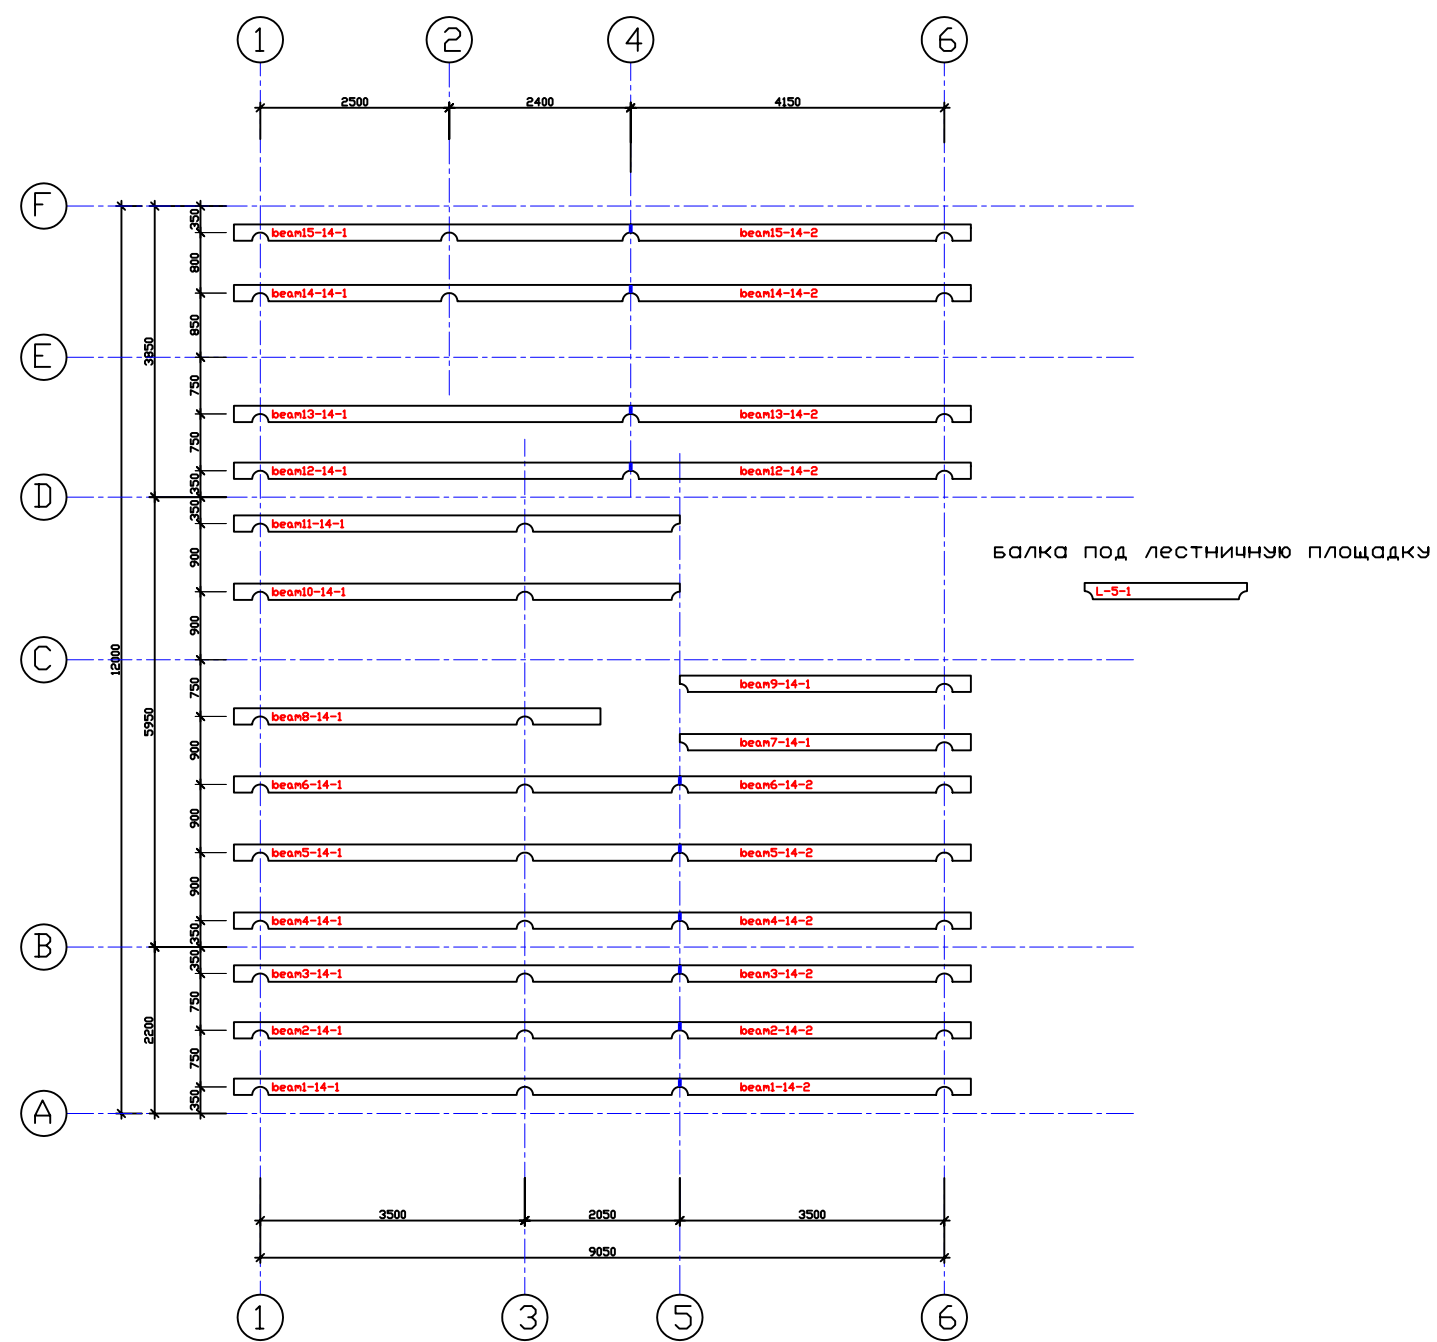 1 2 4 6
2500 2400 4150
F
350
beam15-14-1 beam15-14-2
800
beam14-14-1 beam14-14-2
850
3850
E
750
beam13-14-1 beam13-14-2
750
beam12-14-1 beam12-14-2
350
D
350
beam11-14-1
900
Балка под лестничную площадку
beam10-14-1
L-5-1
900
12000
C
750
beam9-14-1
beam8-14-1
5950
900
beam7-14-1
beam6-14-1 beam6-14-2
900
beam5-14-1 beam5-14-2
900
beam4-14-1 beam4-14-2
350
B
350
beam3-14-1 beam3-14-2
750
beam2-14-1 beam2-14-2
2200
750
beam1-14-1 beam1-14-2
350
A
3500 2050 3500
9050
1 3 5 6